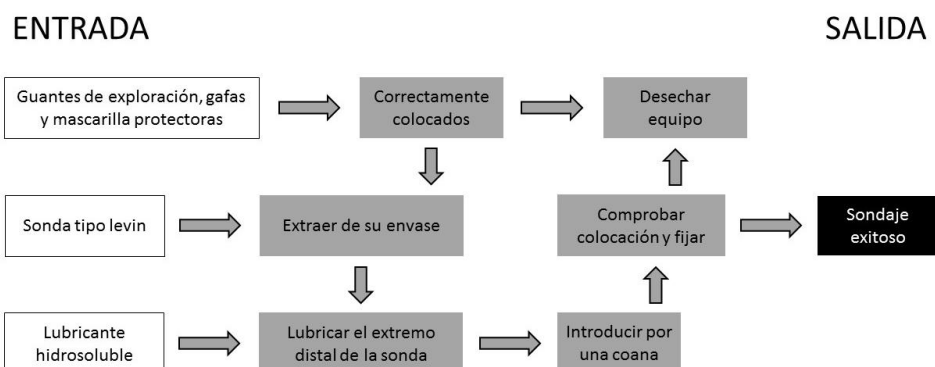 ENTRADA
SALIDA
Guantes de exploración, gafas
y mascarilla protectoras
Correctamente
colocados
Desechar
equipo
Sonda tipo levin
Extraer de su envase
Comprobar
colocación y fijar
Sondaje
exitoso
Lubricante
hidrosoluble
Lubricar el extremo
distal de la sonda
Introducir por
una coana